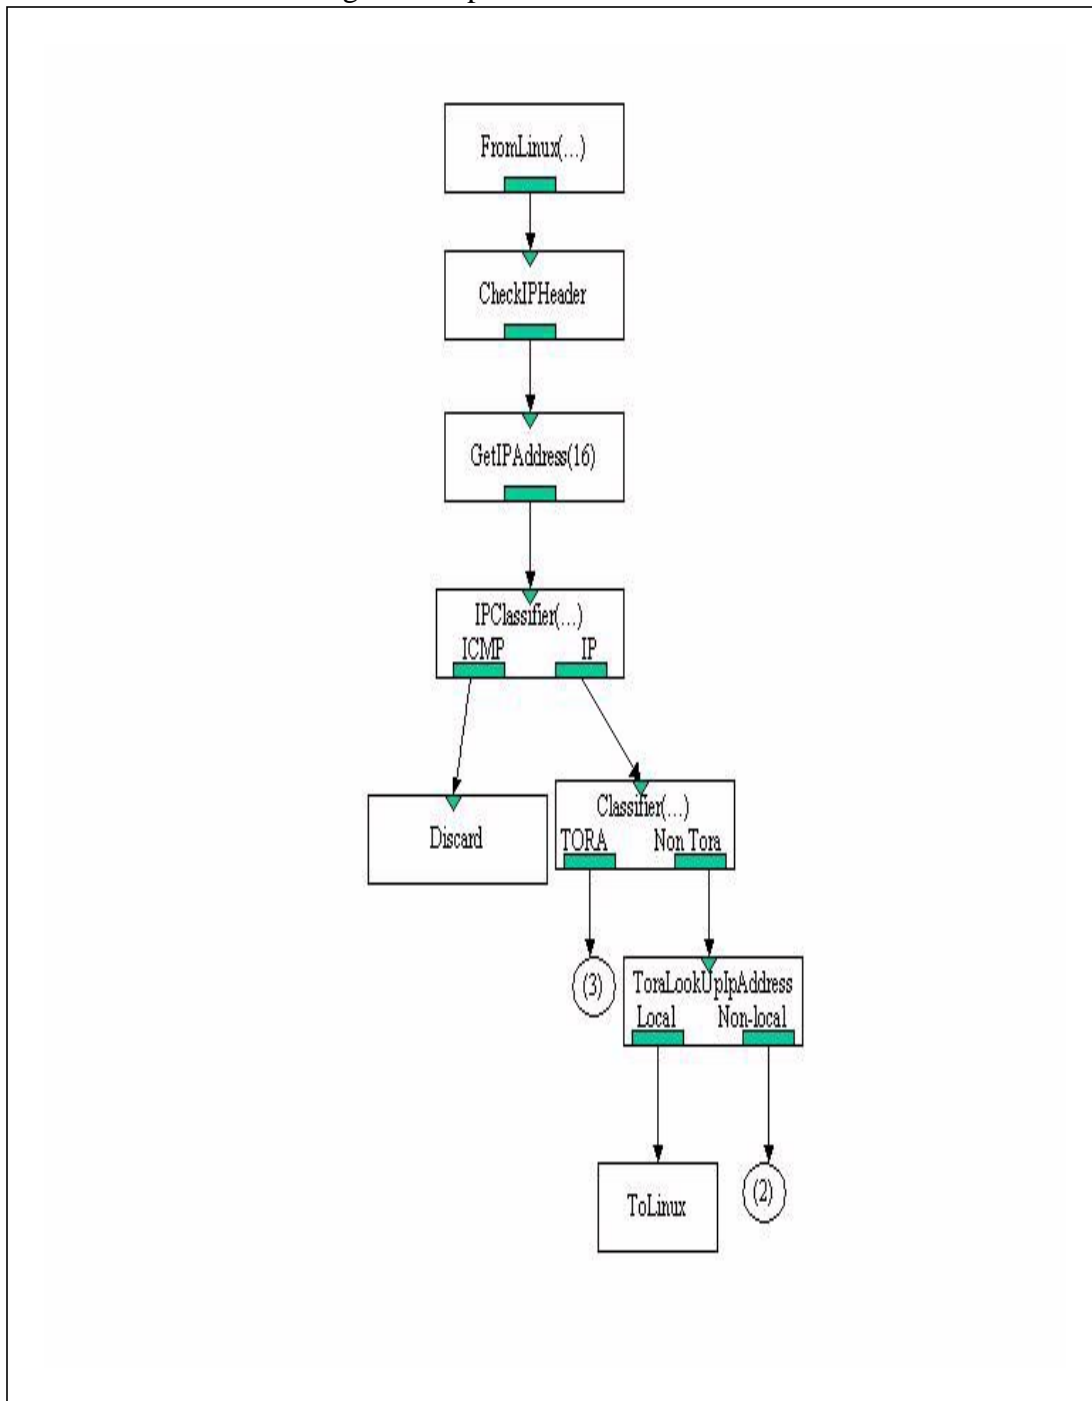 FromLinux(...)
CheckIPHeader
GetIPAddress(16)
IPClassifier(...)
ICMP IP
Discard
Classifier(...)
TORA Non Tora
(3)
ToraLookUpIpAddress
Local Non-local
ToLinux
(2)